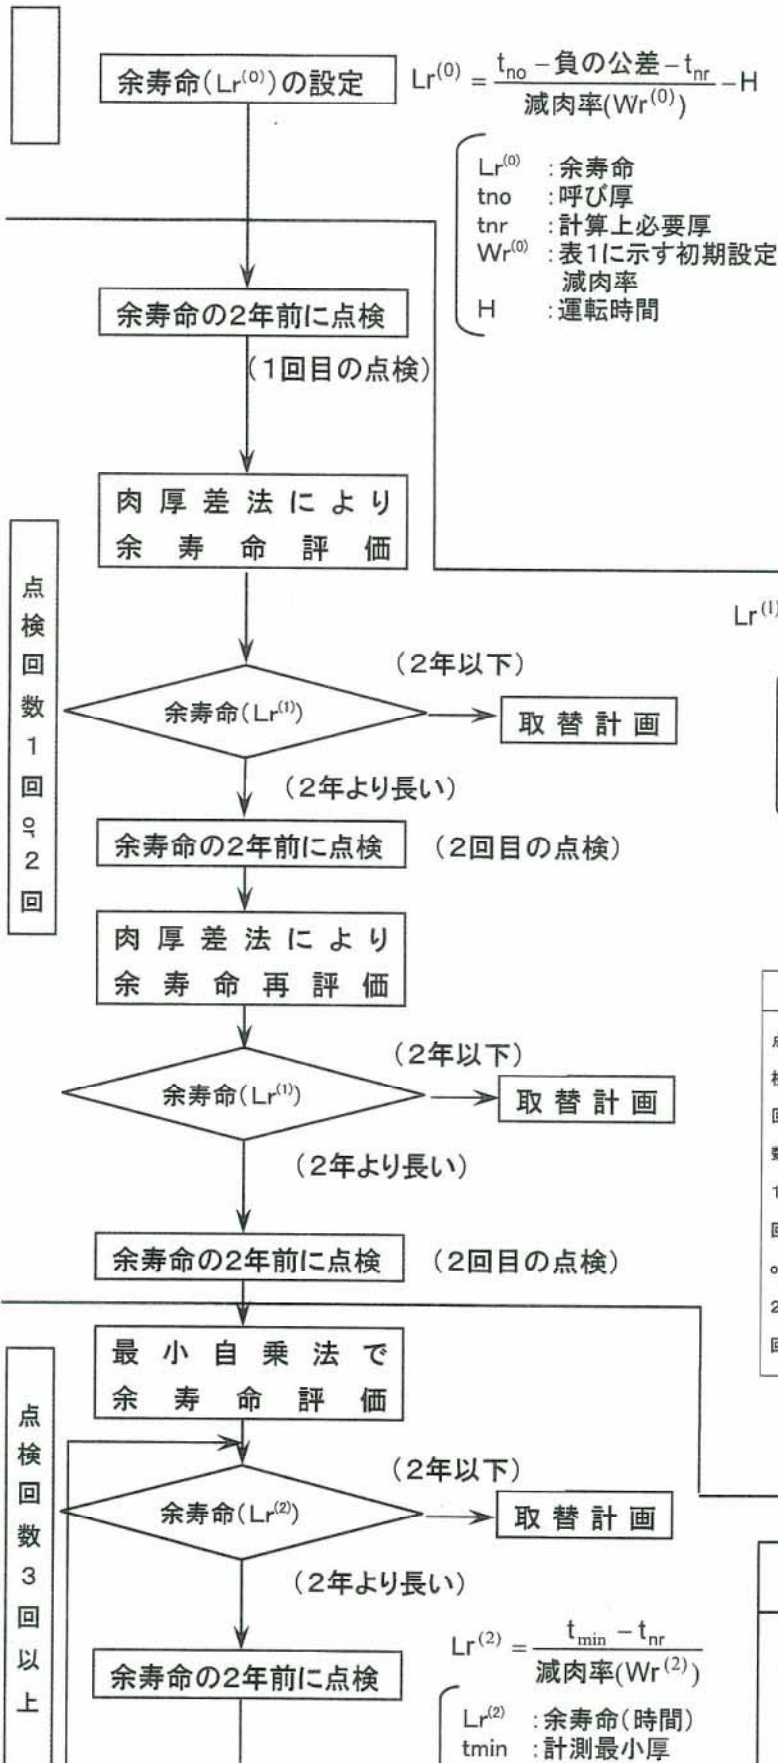 余寿命(Lr⁽⁰⁾)の設定
Lr⁽⁰⁾ = (t_no − 負の公差 − t_nr) / 減肉率(Wr⁽⁰⁾) − H
Lr⁽⁰⁾ :余寿命
tno :呼び厚
tnr :計算上必要厚
Wr⁽⁰⁾ :表1に示す初期設定
減肉率
H :運転時間
余寿命の2年前に点検
(1回目の点検)
肉厚差法により
余寿命評価
点検回数1回or2回
Lr⁽¹⁾
(2年以下)
余寿命(Lr⁽¹⁾)
取替計画
(2年より長い)
余寿命の2年前に点検
(2回目の点検)
肉厚差法により
余寿命再評価
(2年以下)
余寿命(Lr⁽¹⁾)
取替計画
(2年より長い)
余寿命の2年前に点検
(2回目の点検)
最小自乗法で
余寿命評価
点検回数3回以上
(2年以下)
余寿命(Lr⁽²⁾)
取替計画
(2年より長い)
余寿命の2年前に点検
Lr⁽²⁾ = (t_min − t_nr) / 減肉率(Wr⁽²⁾)
Lr⁽²⁾ :余寿命(時間)
tmin :計測最小厚